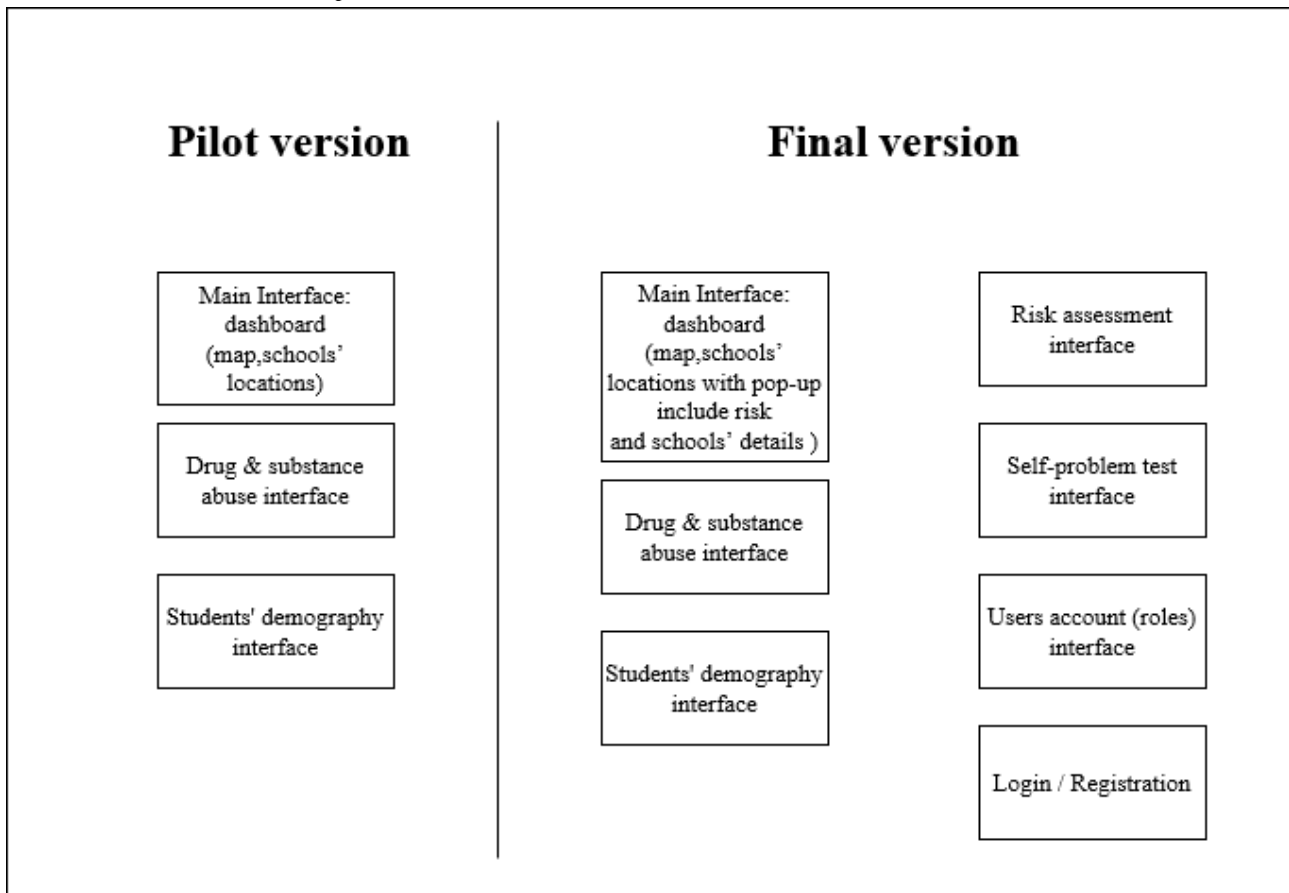 Pilot version
Main Interface:
dashboard
(map,schools’
locations)
Drug & substance
abuse interface
Students' demography
interface
Final version
Main Interface:
dashboard
(map,schools’
locations with pop-up
include risk
and schools’ details )
Drug & substance
abuse interface
Students' demography
interface
Risk assessment
interface
Self-problem test
interface
Users account (roles)
interface
Login / Registration